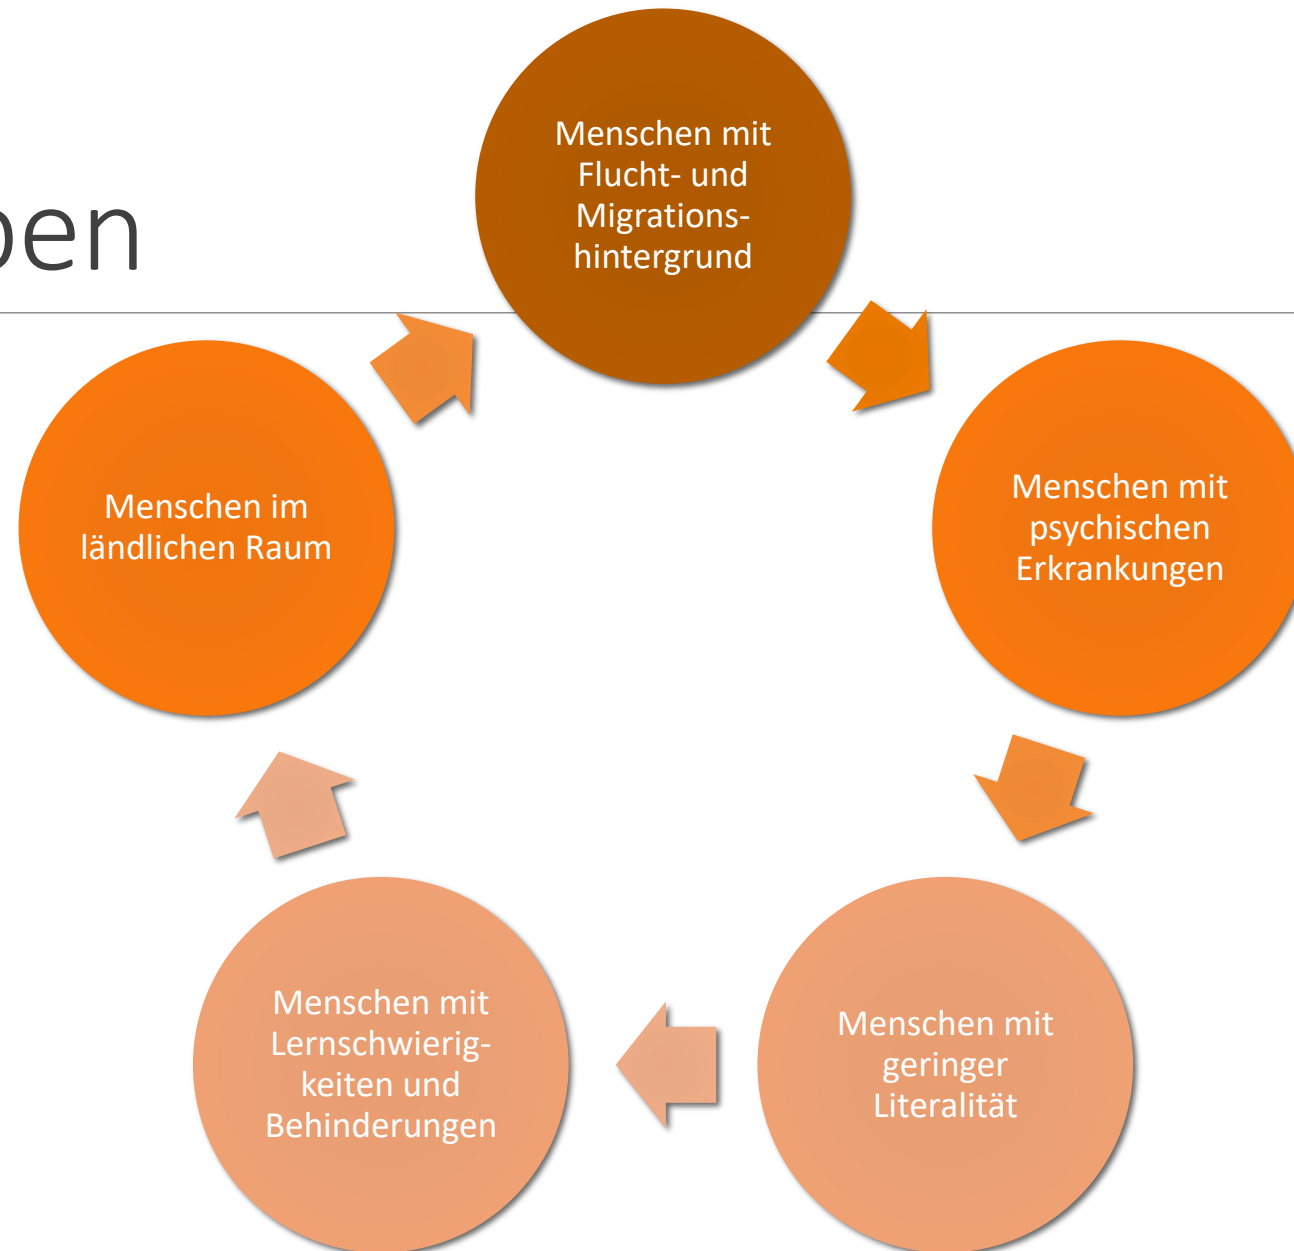 pen
Menschen mit
Flucht- und
Migrations-
hintergrund
Menschen mit
psychischen
Erkrankungen
Menschen mit
geringer
Literalität
Menschen mit
Lernschwierig-
keiten und
Behinderungen
Menschen im
ländlichen Raum